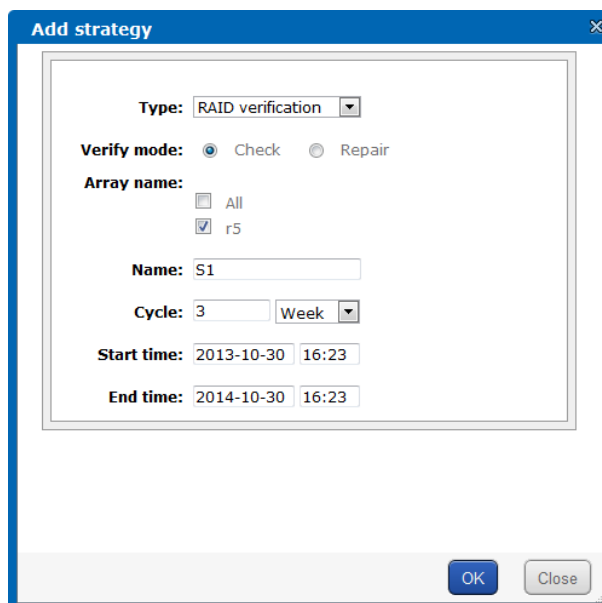 Add strategy
Type: RAID verification
Verify mode: Check Repair
Array name:
All
r5
Name: S1
Cycle: 3 Week
Start time: 2013-10-30 16:23
End time: 2014-10-30 16:23
OK Close